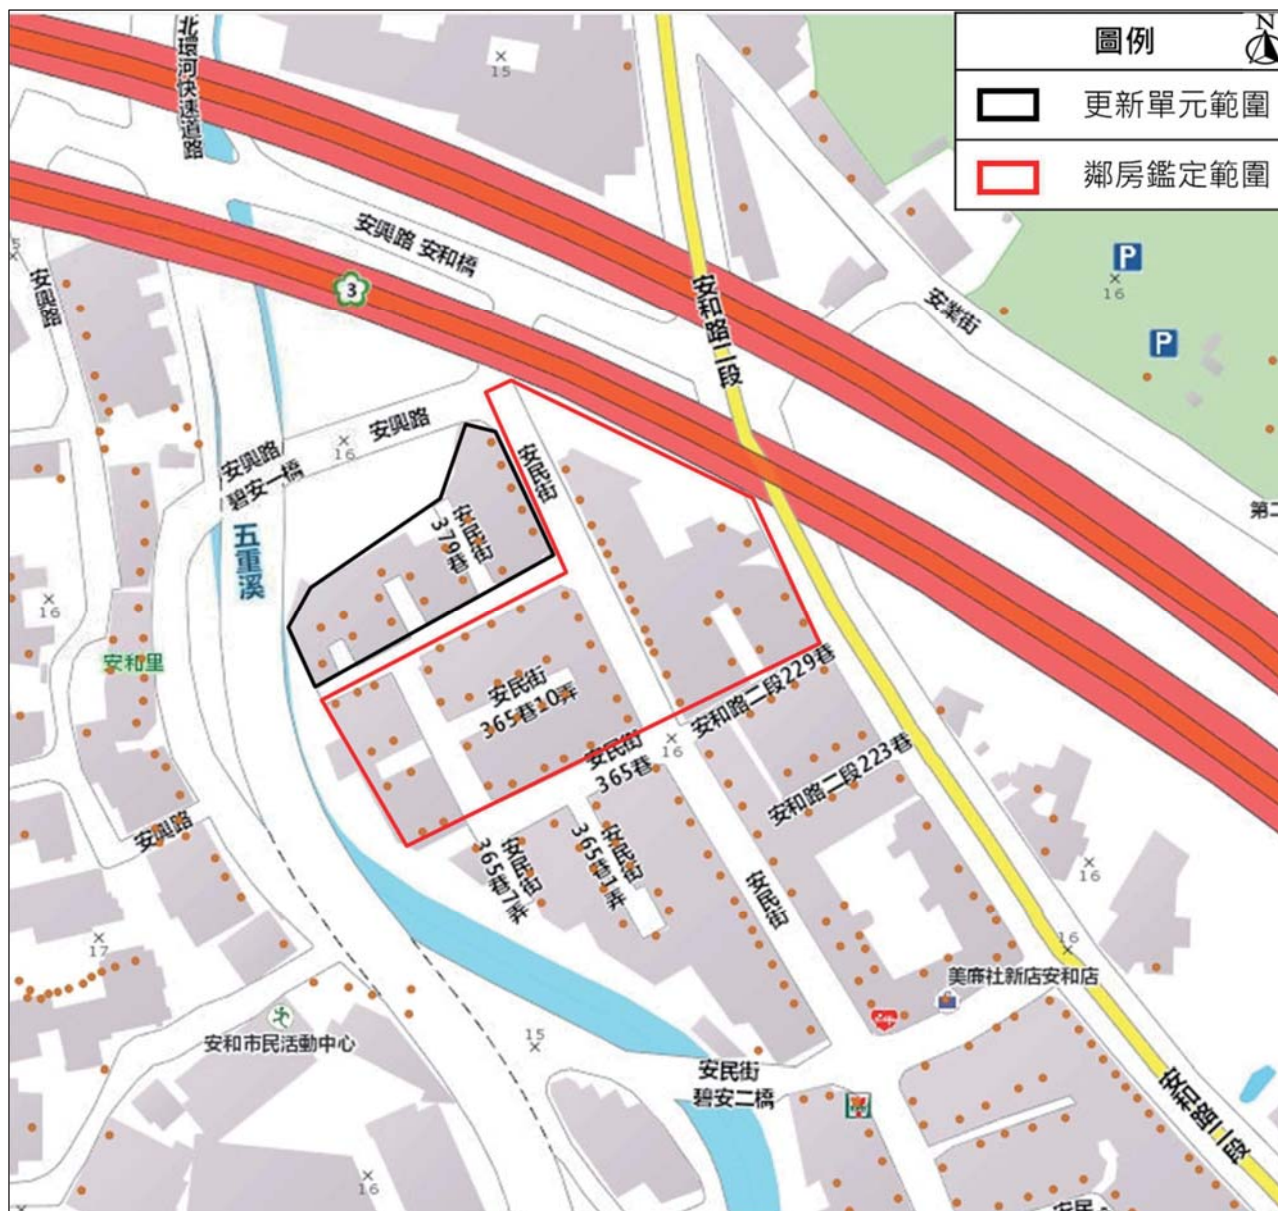 圖例
N
更新單元範圍
鄰房鑑定範圍
北環河快速道路
15
安興路 安和橋
3
安興路
安和路二段
安業街
P
16
P
安興路
16
安興路
碧安一橋
安民街
第二
五重溪
安民街
379巷
16
安和里
安民街
365巷10弄
安和路二段229巷
16
安民街
365巷
安和路二段223巷
安興路
安民街
365巷7弄
安民街
365巷1弄
安民街
16
17
16
美廉社新店安和店
安和市民活動中心
15
安民街
碧安二橋
安和路二段
16
安民